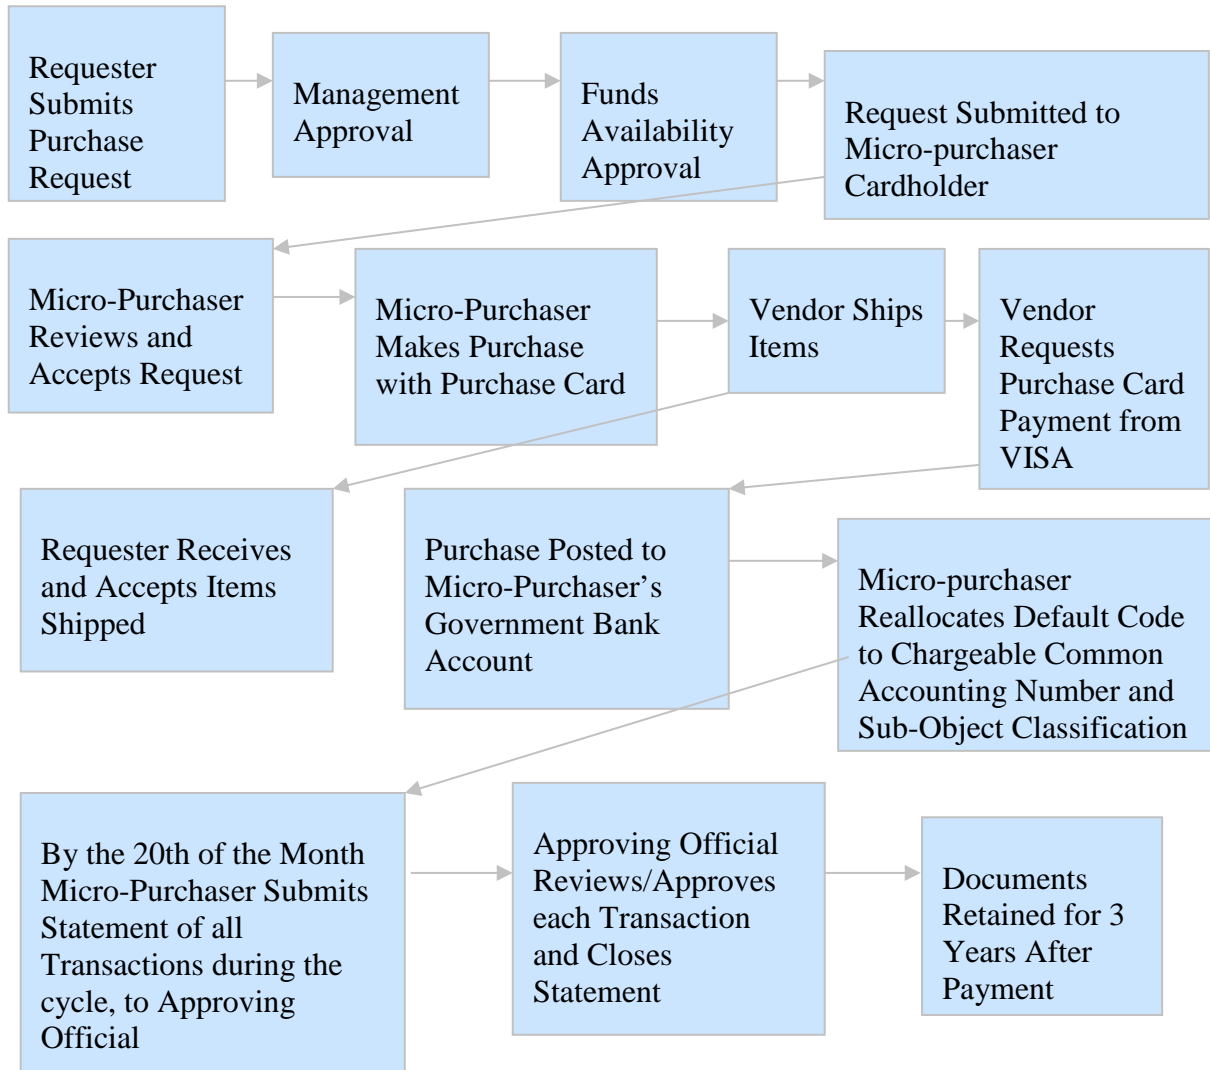 Requester
Submits
Purchase
Request
Management
Approval
Funds
Availability
Approval
Request Submitted to
Micro-purchaser
Cardholder
Micro-Purchaser
Reviews and
Accepts Request
Micro-Purchaser
Makes Purchase
with Purchase Card
Vendor Ships
Items
Vendor
Requests
Purchase Card
Payment from
VISA
Requester Receives
and Accepts Items
Shipped
Purchase Posted to
Micro-Purchaser’s
Government Bank
Account
Micro-purchaser
Reallocates Default Code
to Chargeable Common
Accounting Number and
Sub-Object Classification
By the 20th of the Month
Micro-Purchaser Submits
Statement of all
Transactions during the
cycle, to Approving
Official
Approving Official
Reviews/Approves
each Transaction
and Closes
Statement
Documents
Retained for 3
Years After
Payment